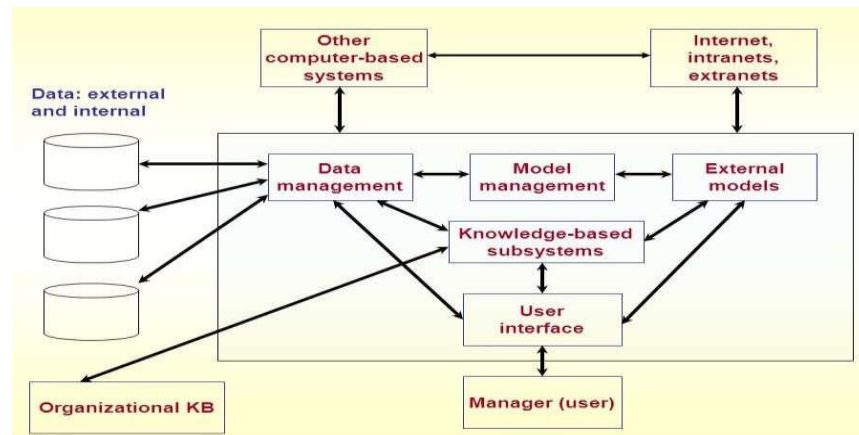 Other
computer-based
systems
Internet,
intranets,
extranets
Data: external
and internal
Data
management
Model
management
External
models
Knowledge-based
subsystems
User
interface
Organizational KB
Manager (user)